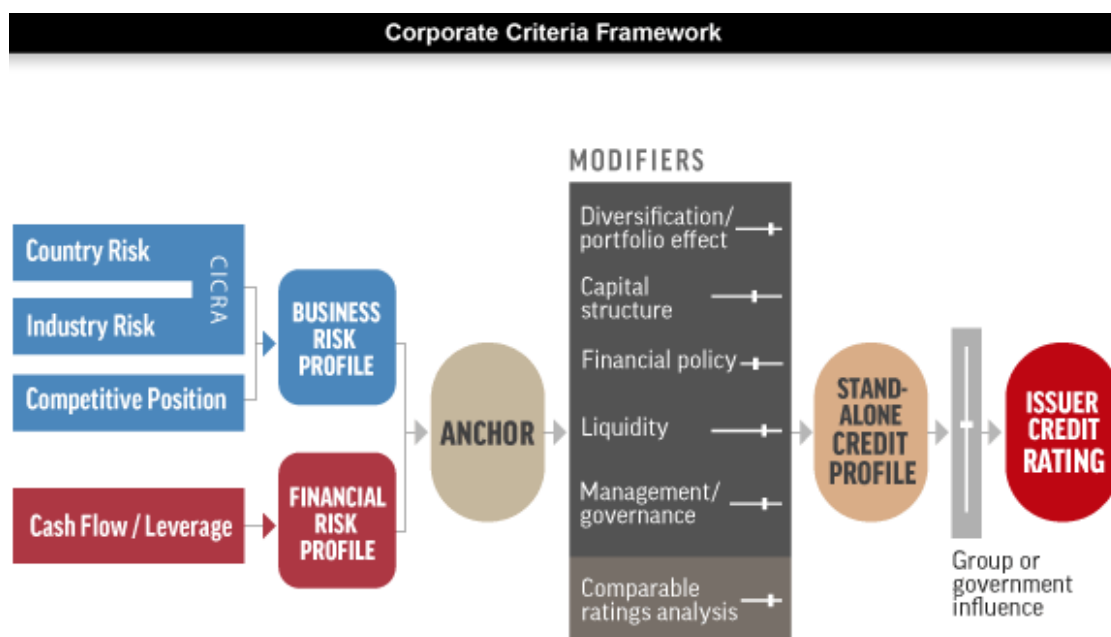 Corporate Criteria Framework
MODIFIERS
Country Risk
CICRA
Industry Risk
Competitive Position
Cash Flow / Leverage
BUSINESS
RISK
PROFILE
FINANCIAL
RISK
PROFILE
ANCHOR
Diversification/
portfolio effect
Capital
structure
Financial policy
Liquidity
Management/
governance
Comparable
ratings analysis
STAND-
ALONE
CREDIT
PROFILE
Group or
government
influence
ISSUER
CREDIT
RATING